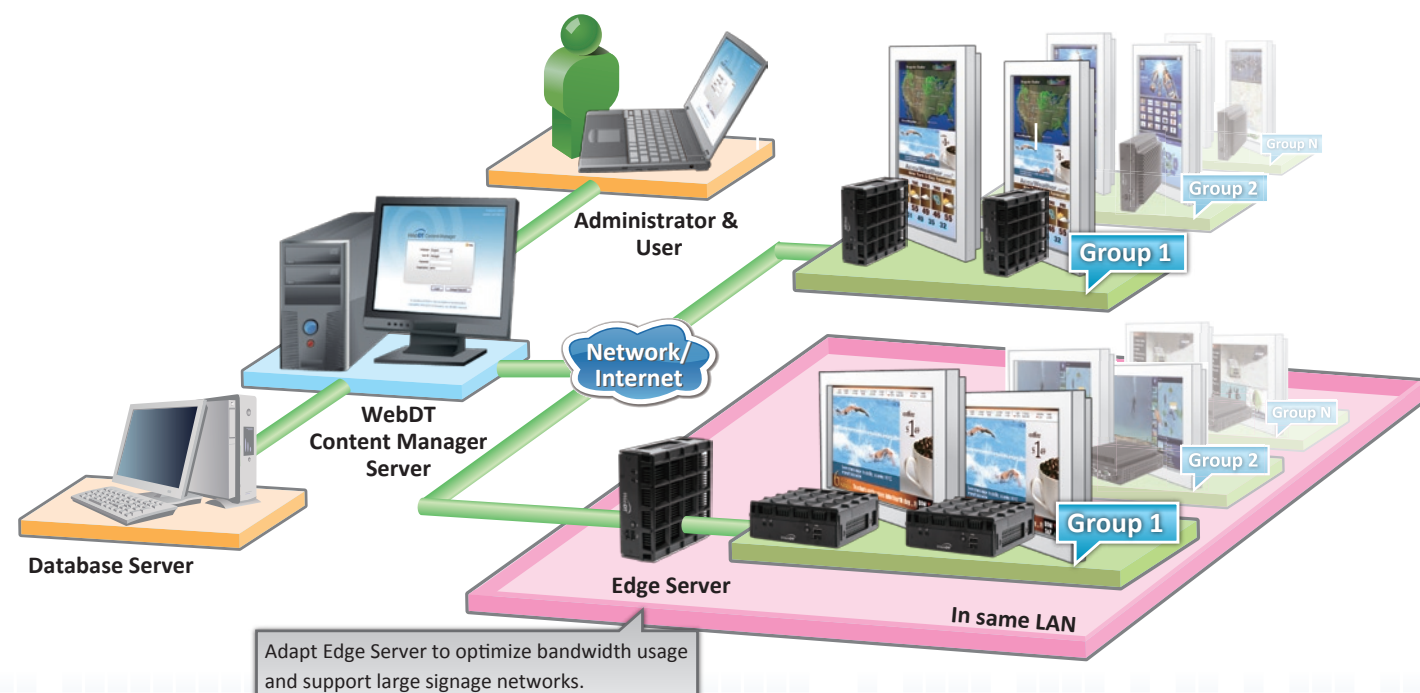 Administrator &
User
Group 1
Group 2
Group N
WebDT
Content Manager
Server
Network/
Internet
Database Server
Edge Server
Group 1
Group 2
Group N
In same LAN
Adapt Edge Server to optimize bandwidth usage
and support large signage networks.